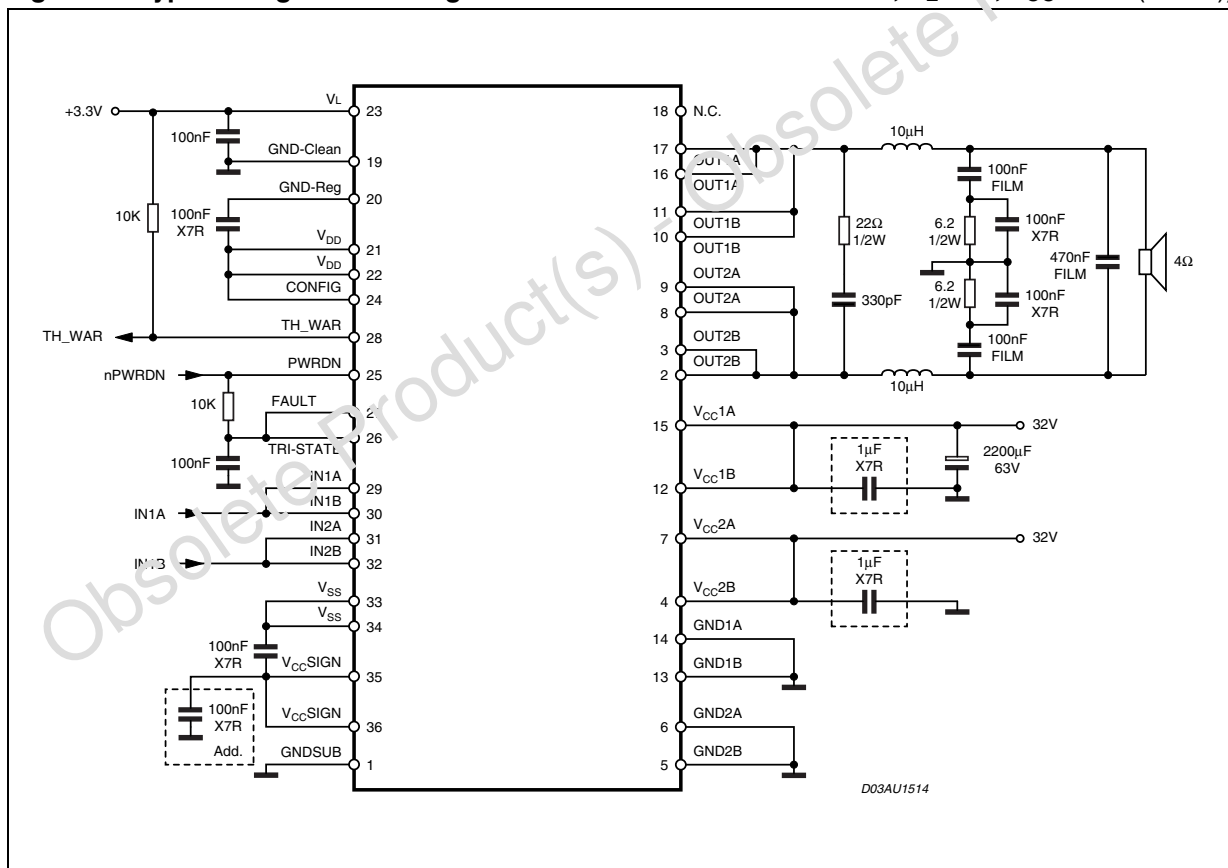 +3.3V
100nF
10K
100nF
X7R
TH_WAR
nPWRDN
10K
100nF
IN1A
IN1B
100nF
X7R
100nF
X7R
Add.
VL
23
GND-Clean
19
GND-Reg
20
VDD
21
VDD
22
CONFIG
24
TH_WAR
28
PWRDN
25
FAULT
26
TRI-STATE
IN1A
29
IN1B
30
IN2A
31
IN2B
32
VSS
33
VSS
34
VCCSIGN
35
VCCSIGN
36
GNDSUB
1
18 N.C.
17
OUT1A
16
OUT1A
11
OUT1B
10
OUT1B
OUT2A
9
OUT2A
8
OUT2B
3
OUT2B
2
VCC1A
15
VCC1B
12
VCC2A
7
VCC2B
4
GND1A
14
GND1B
13
GND2A
6
GND2B
5
10µH
22Ω
1/2W
330pF
100nF
FILM
6.2
1/2W
100nF
X7R
6.2
1/2W
100nF
X7R
100nF
FILM
470nF
FILM
4Ω
10µH
32V
1µF
X7R
2200µF
63V
32V
1µF
X7R
D03AU1514
Obsolete Product(s) - Obsolete